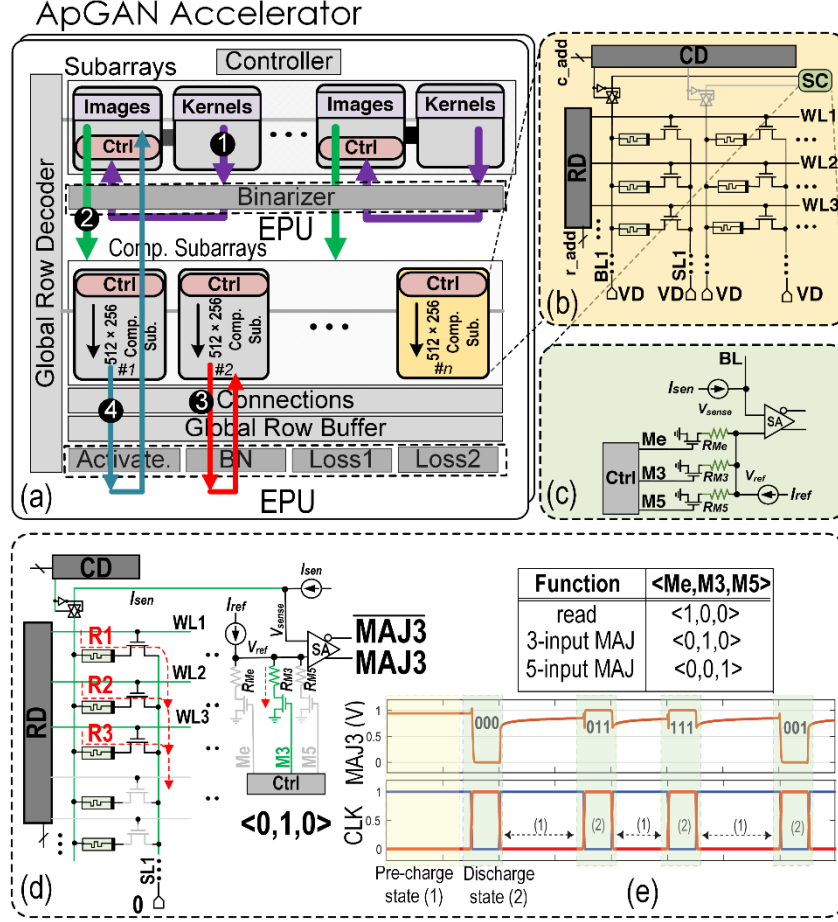 ApGAN Accelerator
Subarrays
Controller
Images
Kernels
Images
Kernels
Ctrl
Ctrl
1
Binarizer
EPU
2
Global Row Decoder
Comp. Subarrays
Ctrl
Ctrl
Ctrl
512 × 256
Comp.
Sub.
#1
512 × 256
Comp.
Sub.
#2
512 × 256
Comp.
Sub.
#n
4
3
Connections
Global Row Buffer
Activate.
BN
Loss1
Loss2
(a)
EPU
c_add
CD
SC
WL1
WL2
WL3
RD
r_add
BL1
SL1
VD
VD
VD
VD
(b)
BL
Isen
Vsense
SA
Me
RMe
Ctrl
M3
RM3
Vref
M5
RM5
Iref
(c)
CD
Isen
Isen
Iref
Vsense
Vref
SA
MAJ3
MAJ3
WL1
R1
WL2
R2
WL3
R3
RD
RMe
RM3
RM5
Me
M3
M5
Ctrl
<0,1,0>
SL1
0
(d)
Function <Me,M3,M5>
read <1,0,0>
3-input MAJ <0,1,0>
5-input MAJ <0,0,1>
MAJ3 (V)
1
0.5
0
000
011
111
001
CLK
1
0.5
0
(1)
(2)
(1)
(2)
(1)
(2)
Pre-charge
state (1)
Discharge
state (2)
(e)